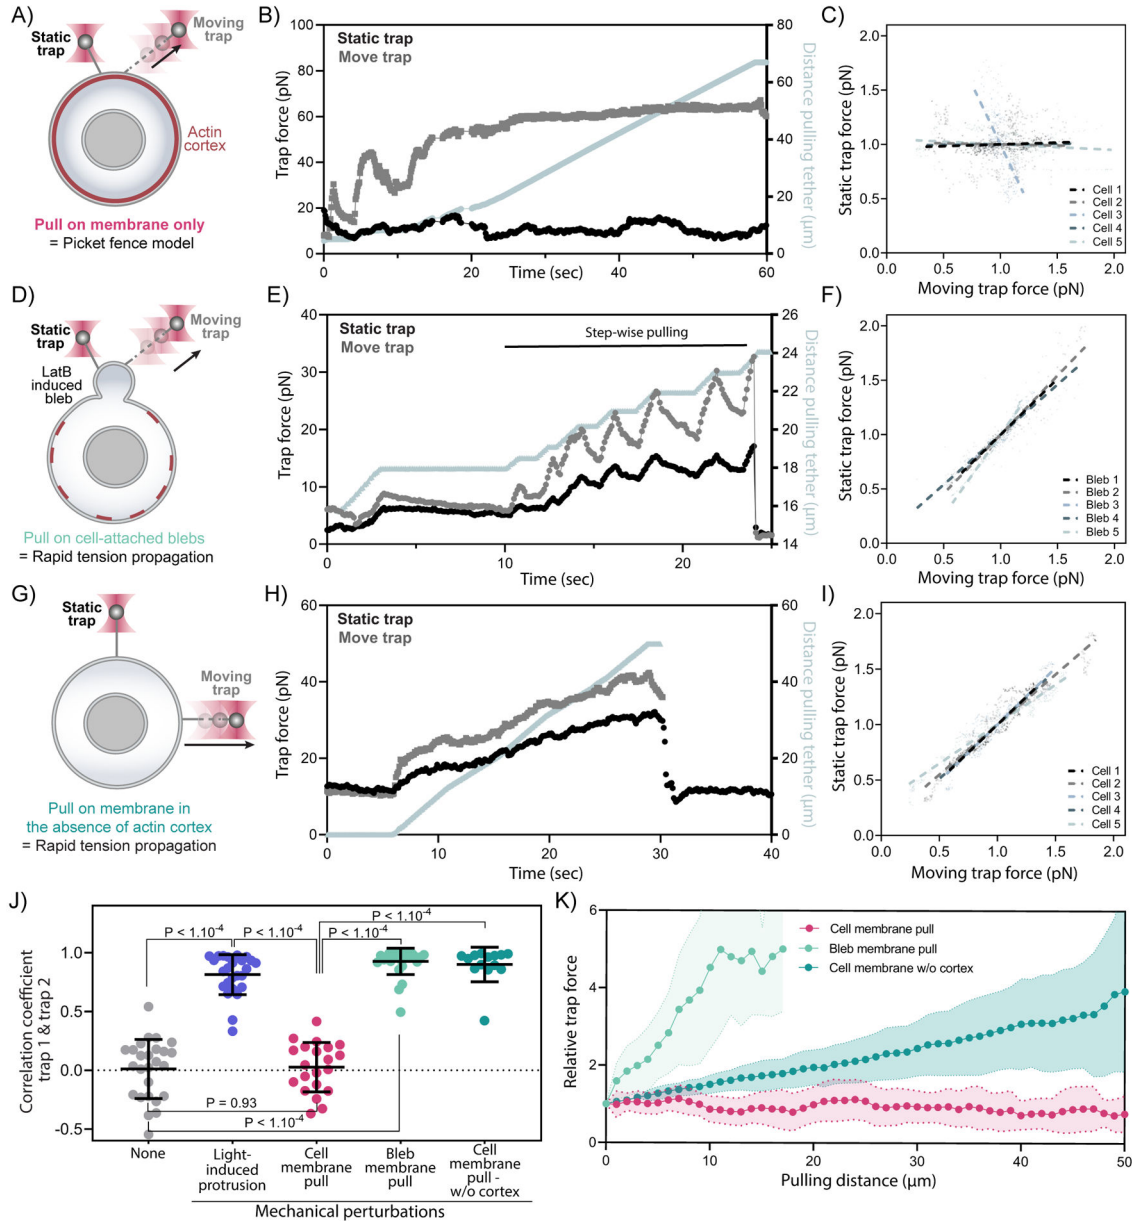 A)
Static
trap
Moving
trap
Actin
cortex
Pull on membrane only
= Picket fence model
B)
Static trap
Move trap
Trap force (pN)
100
80
60
40
20
0
Distance pulling tether (µm)
80
60
40
20
0
0
20
40
60
Time (sec)
C)
Static trap force (pN)
2.0
1.5
1.0
0.5
0.0
Cell 1
Cell 2
Cell 3
Cell 4
Cell 5
0.0
0.5
1.0
1.5
2.0
Moving trap force (pN)
D)
Static
trap
Moving
trap
LatB
induced
bleb
Pull on cell-attached blebs
= Rapid tension propagation
E)
Static trap
Move trap
Step-wise pulling
Trap force (pN)
40
30
20
10
0
Distance pulling tether (µm)
26
24
22
20
18
16
14
0
10
20
Time (sec)
F)
Static trap force (pN)
2.0
1.5
1.0
0.5
0.0
Bleb 1
Bleb 2
Bleb 3
Bleb 4
Bleb 5
0.0
0.5
1.0
1.5
2.0
Moving trap force (pN)
G)
Static
trap
Moving
trap
Pull on membrane in
the absence of actin cortex
= Rapid tension propagation
H)
Static trap
Move trap
Trap force (pN)
60
40
20
0
Distance pulling tether (µm)
60
40
20
0
0
10
20
30
40
Time (sec)
I)
Static trap force (pN)
2.0
1.5
1.0
0.5
0.0
Cell 1
Cell 2
Cell 3
Cell 4
Cell 5
0.0
0.5
1.0
1.5
2.0
Moving trap force (pN)
J)
Correlation coefficient
trap 1 & trap 2
1.0
0.5
0.0
-0.5
P < 1.10⁻⁴
P < 1.10⁻⁴
P < 1.10⁻⁴
P < 1.10⁻⁴
P = 0.93
P < 1.10⁻⁴
None
Light-
induced
protrusion
Cell
membrane
pull
Bleb
membrane
pull
Cell
membrane
pull -
w/o cortex
Mechanical perturbations
K)
Relative trap force
6
4
2
0
Cell membrane pull
Bleb membrane pull
Cell membrane w/o cortex
0
10
20
30
40
50
Pulling distance (µm)